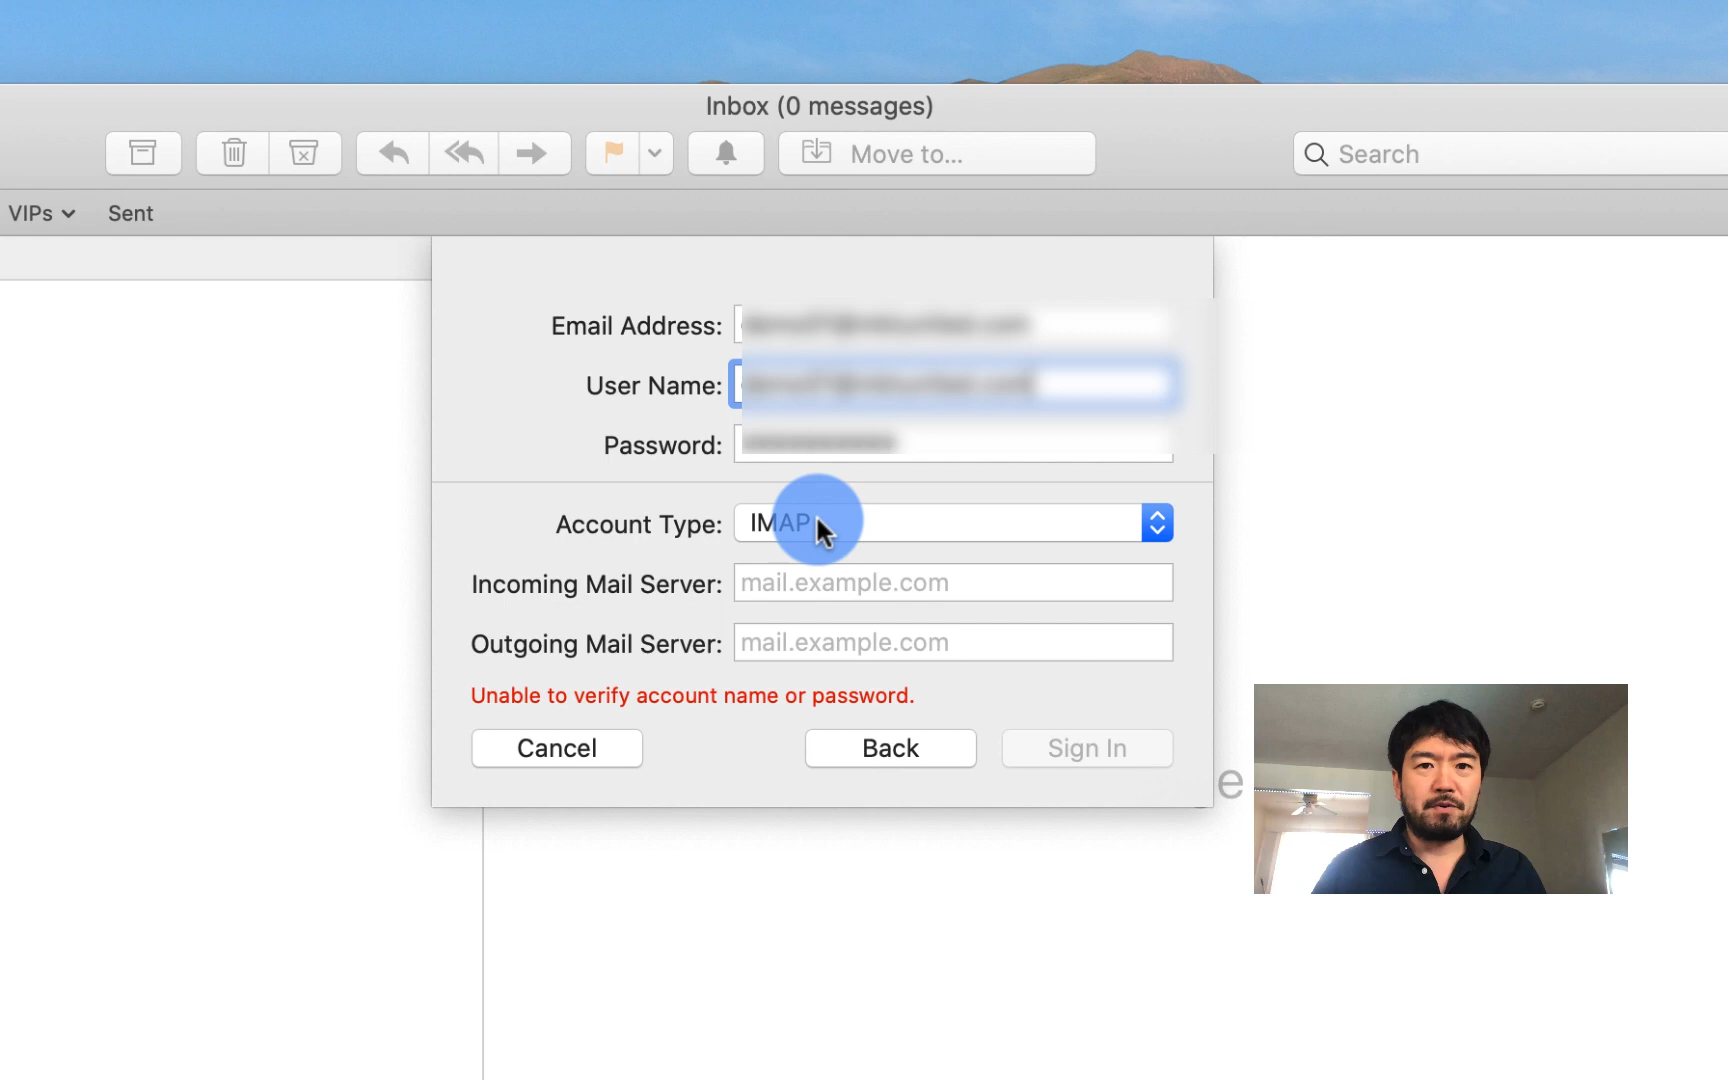 Inbox (0 messages)
Move to...
Search
VIPs
Sent
Email Address:
User Name:
Password:
Account Type: IMAP
Incoming Mail Server: mail.example.com
Outgoing Mail Server: mail.example.com
Unable to verify account name or password.
Cancel
Back
Sign In
e